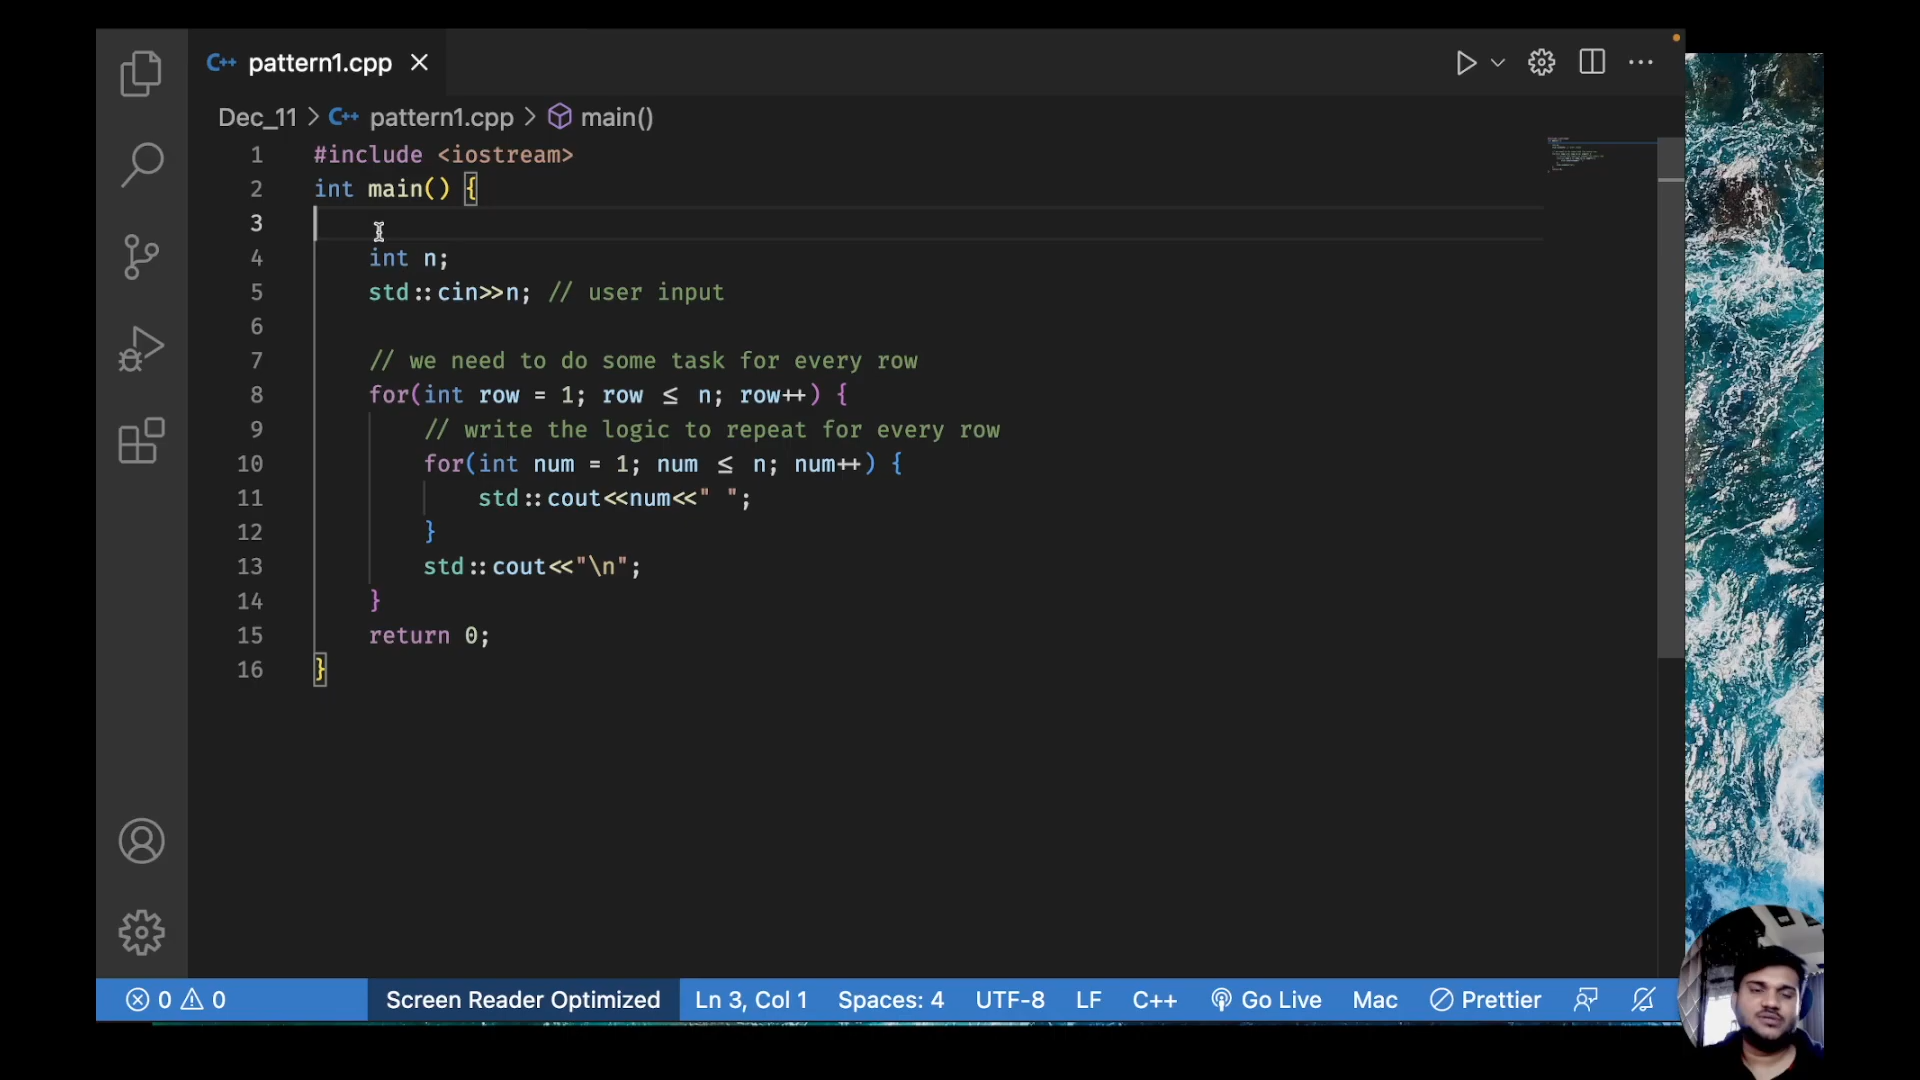 C++ pattern1.cpp
Dec_11 > C++ pattern1.cpp > main()
1 #include <iostream>
2 int main() {
3
4 int n;
5 std::cin>>n; // user input
6
7 // we need to do some task for every row
8 for(int row = 1; row ≤ n; row++) {
9 // write the logic to repeat for every row
10 for(int num = 1; num ≤ n; num++) {
11 std::cout<<num<<" ";
12 }
13 std::cout<<"\n";
14 }
15 return 0;
16 }
0 0 Screen Reader Optimized Ln 3, Col 1 Spaces: 4 UTF-8 LF C++ Go Live Mac Prettier